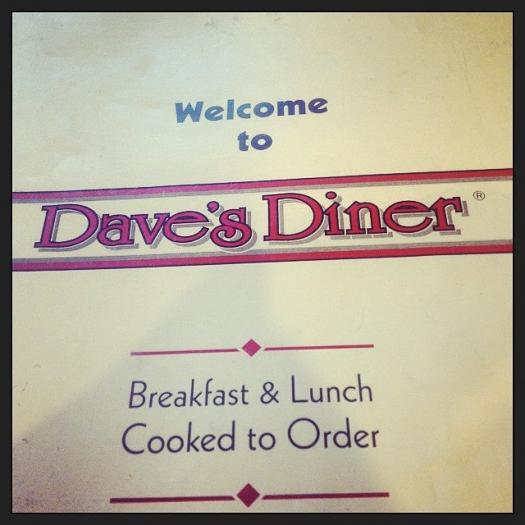 Welcome
to
Dave's Diner ®
Breakfast & Lunch
Cooked to Order